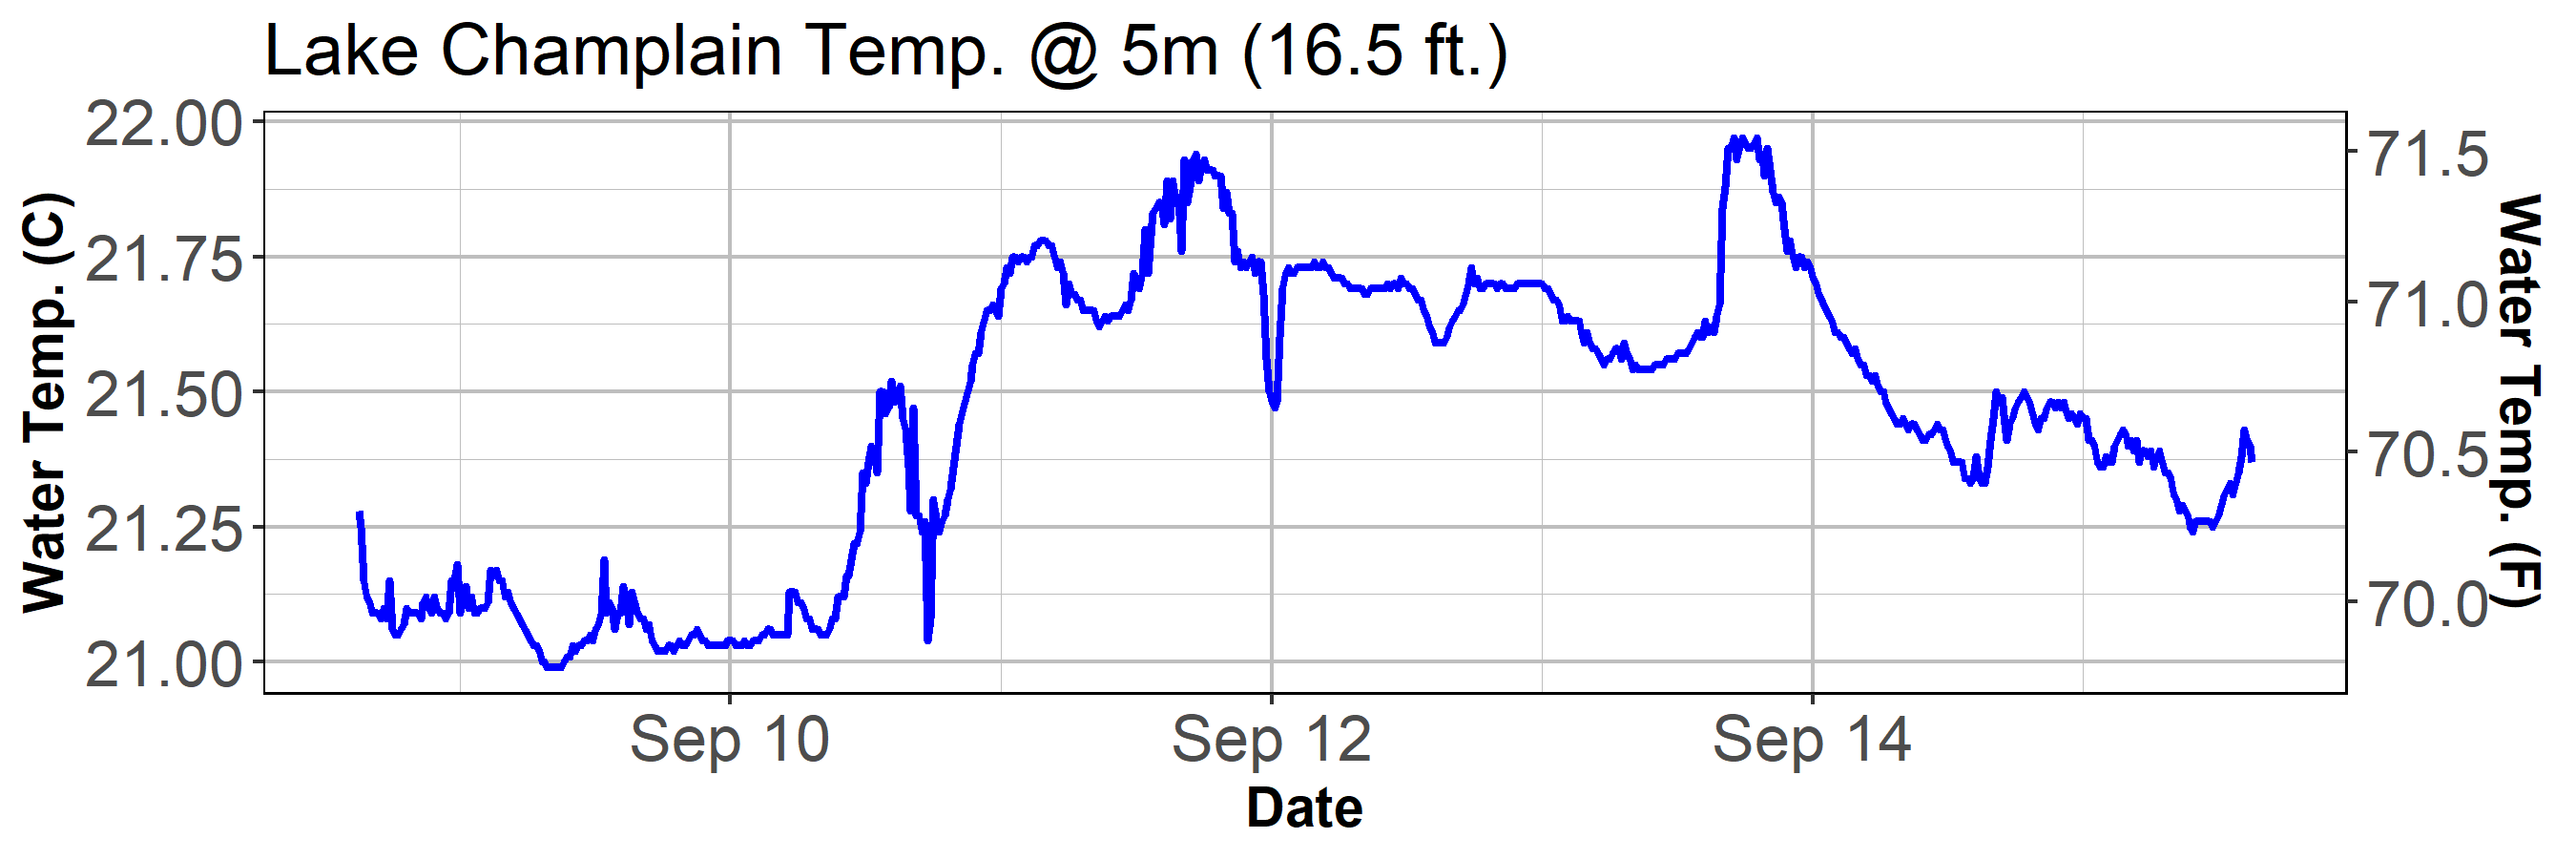 Lake Champlain Temp. @ 5m (16.5 ft.)
Water Temp. (C)
22.00
21.75
21.50
21.25
21.00
71.5
71.0
70.5
70.0
Water Temp. (F)
Sep 10 Sep 12 Sep 14
Date